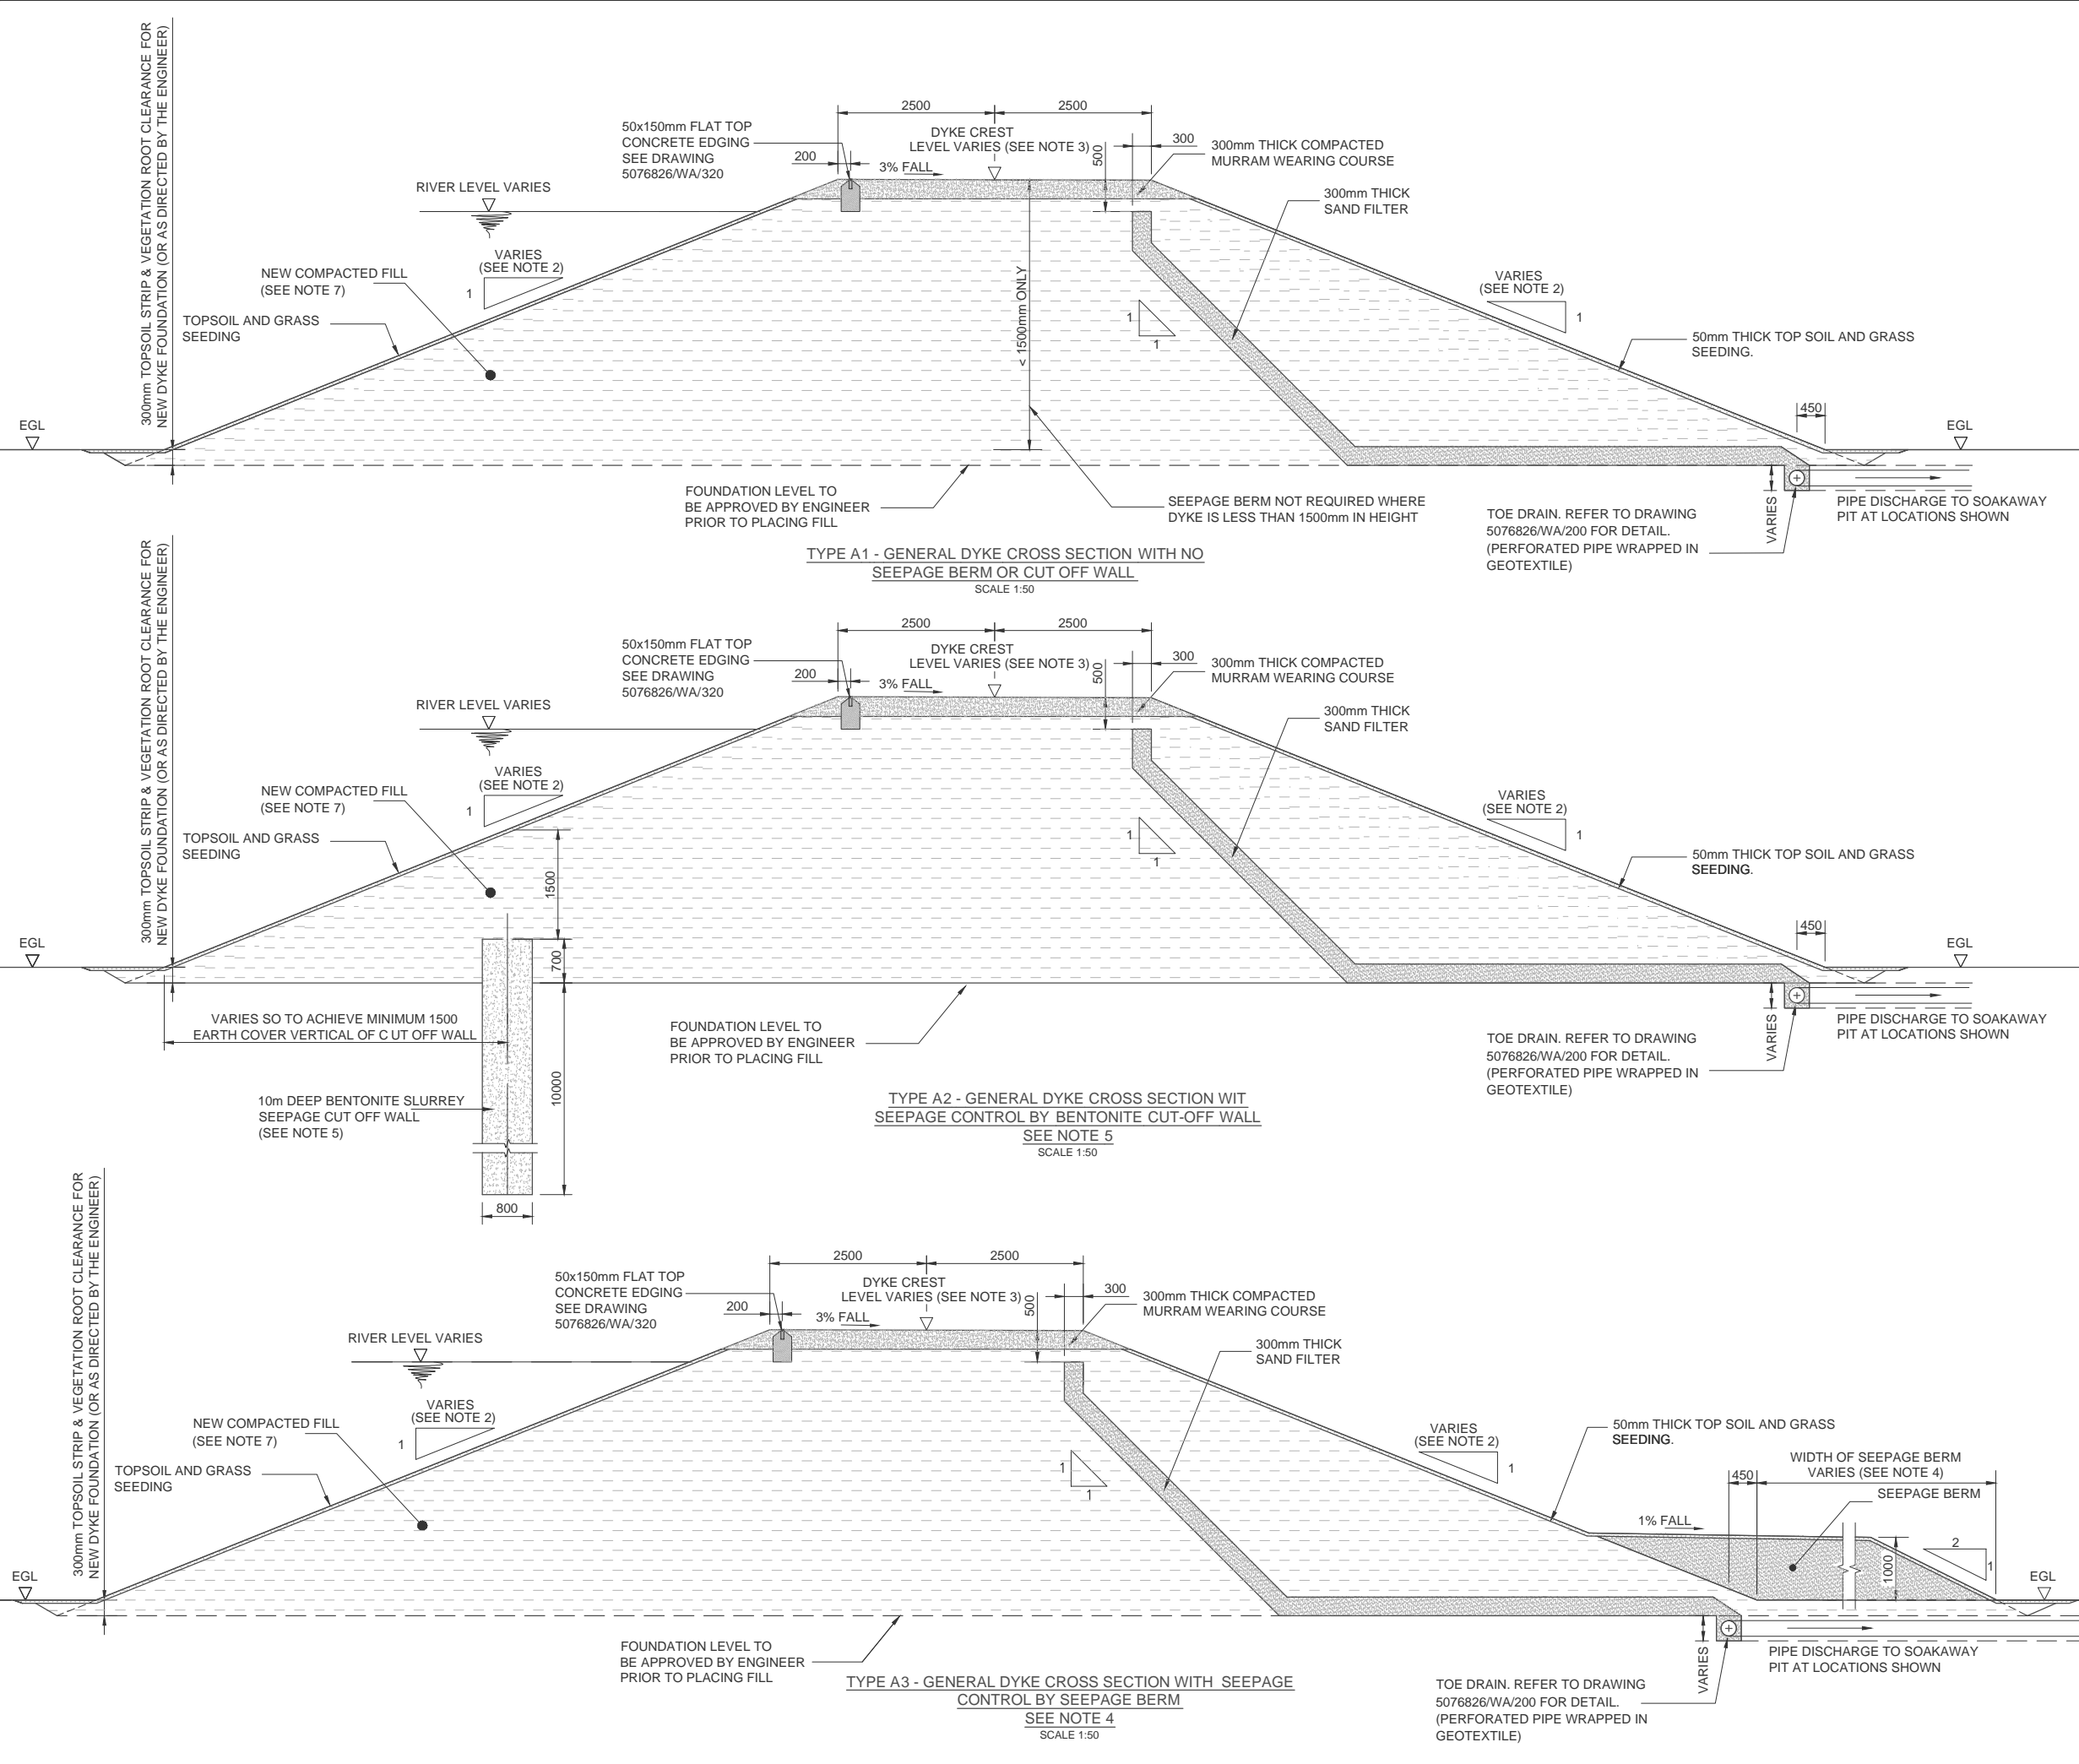 300mm TOPSOIL STRIP & VEGETATION ROOT CLEARANCE FOR
NEW DYKE FOUNDATION (OR AS DIRECTED BY THE ENGINEER)
2500
2500
50x150mm FLAT TOP
CONCRETE EDGING
SEE DRAWING
5076826/WA/320
200
DYKE CREST
LEVEL VARIES (SEE NOTE 3)
3% FALL
500
300
300mm THICK COMPACTED
MURRAM WEARING COURSE
RIVER LEVEL VARIES
300mm THICK
SAND FILTER
VARIES
(SEE NOTE 2)
1
NEW COMPACTED FILL
(SEE NOTE 7)
TOPSOIL AND GRASS
SEEDING
< 1500mm ONLY
1
1
VARIES
(SEE NOTE 2)
1
50mm THICK TOP SOIL AND GRASS
SEEDING.
450
EGL
EGL
FOUNDATION LEVEL TO
BE APPROVED BY ENGINEER
PRIOR TO PLACING FILL
SEEPAGE BERM NOT REQUIRED WHERE
DYKE IS LESS THAN 1500mm IN HEIGHT
TOE DRAIN. REFER TO DRAWING
5076826/WA/200 FOR DETAIL.
(PERFORATED PIPE WRAPPED IN
GEOTEXTILE)
VARIES
PIPE DISCHARGE TO SOAKAWAY
PIT AT LOCATIONS SHOWN
TYPE A1 - GENERAL DYKE CROSS SECTION WITH NO
SEEPAGE BERM OR CUT OFF WALL
SCALE 1:50
300mm TOPSOIL STRIP & VEGETATION ROOT CLEARANCE FOR
NEW DYKE FOUNDATION (OR AS DIRECTED BY THE ENGINEER)
2500
2500
50x150mm FLAT TOP
CONCRETE EDGING
SEE DRAWING
5076826/WA/320
200
DYKE CREST
LEVEL VARIES (SEE NOTE 3)
3% FALL
500
300
300mm THICK COMPACTED
MURRAM WEARING COURSE
RIVER LEVEL VARIES
300mm THICK
SAND FILTER
VARIES
(SEE NOTE 2)
1
NEW COMPACTED FILL
(SEE NOTE 7)
TOPSOIL AND GRASS
SEEDING
1500
700
10000
1
1
VARIES
(SEE NOTE 2)
1
50mm THICK TOP SOIL AND GRASS
SEEDING.
450
EGL
EGL
VARIES SO TO ACHIEVE MINIMUM 1500
EARTH COVER VERTICAL OF C UT OFF WALL
FOUNDATION LEVEL TO
BE APPROVED BY ENGINEER
PRIOR TO PLACING FILL
10m DEEP BENTONITE SLURREY
SEEPAGE CUT OFF WALL
(SEE NOTE 5)
800
TOE DRAIN. REFER TO DRAWING
5076826/WA/200 FOR DETAIL.
(PERFORATED PIPE WRAPPED IN
GEOTEXTILE)
VARIES
PIPE DISCHARGE TO SOAKAWAY
PIT AT LOCATIONS SHOWN
TYPE A2 - GENERAL DYKE CROSS SECTION WIT
SEEPAGE CONTROL BY BENTONITE CUT-OFF WALL
SEE NOTE 5
SCALE 1:50
300mm TOPSOIL STRIP & VEGETATION ROOT CLEARANCE FOR
NEW DYKE FOUNDATION (OR AS DIRECTED BY THE ENGINEER)
2500
2500
50x150mm FLAT TOP
CONCRETE EDGING
SEE DRAWING
5076826/WA/320
200
DYKE CREST
LEVEL VARIES (SEE NOTE 3)
3% FALL
500
300
300mm THICK COMPACTED
MURRAM WEARING COURSE
RIVER LEVEL VARIES
300mm THICK
SAND FILTER
VARIES
(SEE NOTE 2)
1
NEW COMPACTED FILL
(SEE NOTE 7)
TOPSOIL AND GRASS
SEEDING
1
1
VARIES
(SEE NOTE 2)
1
50mm THICK TOP SOIL AND GRASS
SEEDING.
WIDTH OF SEEPAGE BERM
VARIES (SEE NOTE 4)
450
SEEPAGE BERM
1% FALL
1000
2
1
EGL
EGL
FOUNDATION LEVEL TO
BE APPROVED BY ENGINEER
PRIOR TO PLACING FILL
TOE DRAIN. REFER TO DRAWING
5076826/WA/200 FOR DETAIL.
(PERFORATED PIPE WRAPPED IN
GEOTEXTILE)
VARIES
PIPE DISCHARGE TO SOAKAWAY
PIT AT LOCATIONS SHOWN
TYPE A3 - GENERAL DYKE CROSS SECTION WITH SEEPAGE
CONTROL BY SEEPAGE BERM
SEE NOTE 4
SCALE 1:50